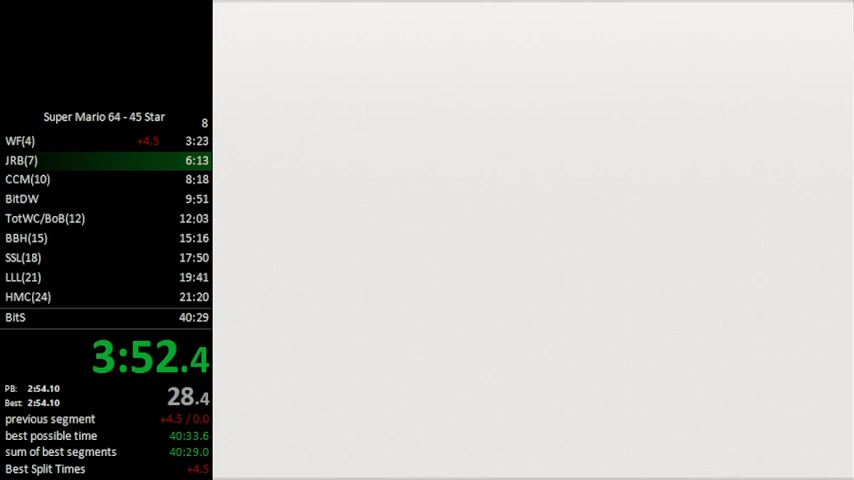 Super Mario 64 - 45 Star
8
WF(4) +4.5 3:23
JRB(7) 6:13
CCM(10) 8:18
BitDW 9:51
TotWC/BoB(12) 12:03
BBH(15) 15:16
SSL(18) 17:50
LLL(21) 19:41
HMC(24) 21:20
BitS 40:29
3:52.4
PB: 2:54.10
Best: 2:54.10
28.4
previous segment +4.5 / 0.0
best possible time 40:33.6
sum of best segments 40:29.0
Best Split Times +4.5